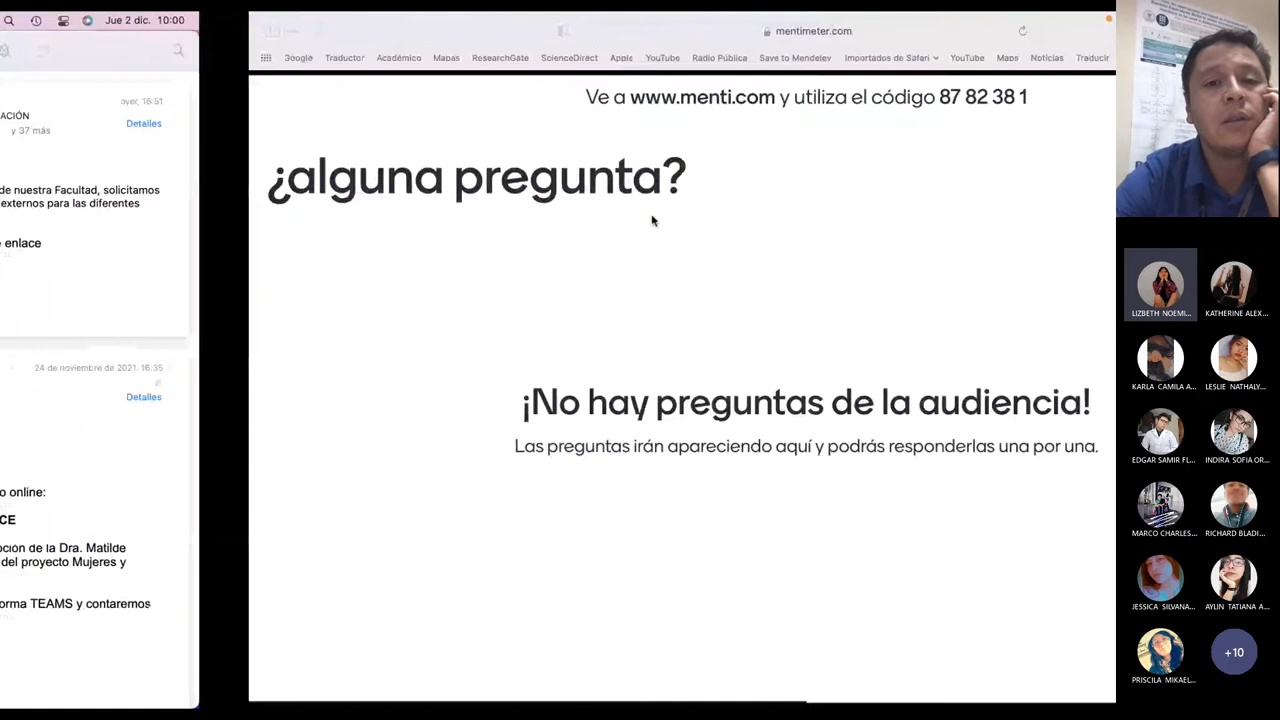 Jue 2 dic. 10:00
ayer, 16:51
ACIÓN
y 37 más
Detalles
de nuestra Facultad, solicitamos
externos para las diferentes
enlace
24 de noviembre de 2021, 16:35
Detalles
o online:
CE
oción de la Dra. Matilde
del proyecto Mujeres y
orma TEAMS y contaremos
mentimeter.com
Google Traductor Académico Mapas ResearchGate ScienceDirect Apple YouTube Radio Pública Save to Mendeley Importados de Safari YouTube Maps Noticias Traducir
Ve a www.menti.com y utiliza el código 87 82 38 1
¿alguna pregunta?
¡No hay preguntas de la audiencia!
Las preguntas irán apareciendo aquí y podrás responderlas una por una.
LIZBETH NOEMI...
KATHERINE ALEX...
KARLA CAMILA A...
LESLIE NATHALY...
EDGAR SAMIR FL...
INDIRA SOFIA OR...
MARCO CHARLES...
RICHARD BLADI...
JESSICA SILVANA...
AYLIN TATIANA A...
PRISCILA MIKAEL...
+10